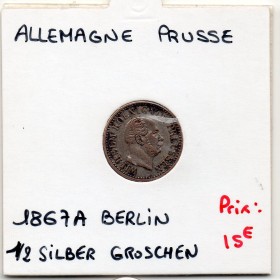 ALLEMAGNE PRUSSE
1867A BERLIN
1/2 SILBER GROSCHEN
Prix:
15€